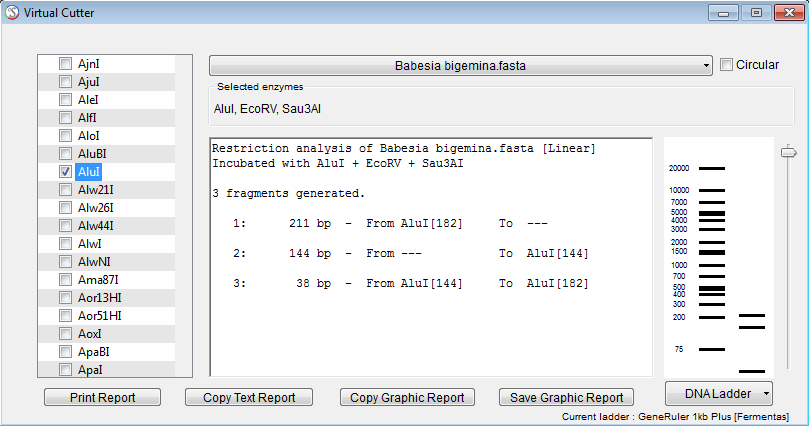 Virtual Cutter
AjnI
AjuI
AleI
AlfI
AloI
AluBI
AluI
Alw21I
Alw26I
Alw44I
AlwI
AlwNI
Ama87I
Aor13HI
Aor51HI
AoxI
ApaBI
ApaI
Babesia bigemina.fasta
Circular
Selected enzymes
AluI, EcoRV, Sau3AI
Restriction analysis of Babesia bigemina.fasta [Linear]
Incubated with AluI + EcoRV + Sau3AI
3 fragments generated.
1: 211 bp - From AluI[182] To ---
2: 144 bp - From --- To AluI[144]
3: 38 bp - From AluI[144] To AluI[182]
20000
10000
7000
5000
4000
3000
2000
1500
1000
700
500
400
300
200
75
Print Report
Copy Text Report
Copy Graphic Report
Save Graphic Report
DNA Ladder
Current ladder : GeneRuler 1kb Plus [Fermentas]